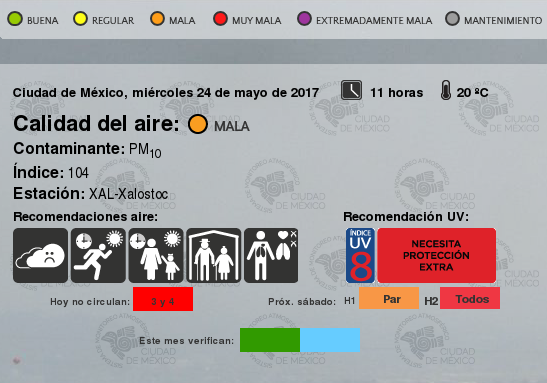 BUENA REGULAR MALA MUY MALA EXTREMADAMENTE MALA MANTENIMIENTO
Ciudad de México, miércoles 24 de mayo de 2017 11 horas 20 ºC
Calidad del aire: MALA
Contaminante: PM10
Índice: 104
Estación: XAL-Xalostoc
Recomendaciones aire: Recomendación UV:
ÍNDICE
UV
8
NECESITA
PROTECCIÓN
EXTRA
Hoy no circulan: 3 y 4 Próx. sábado: H1 Par H2 Todos
Este mes verifican:
CIUDAD
DE MÉXICO